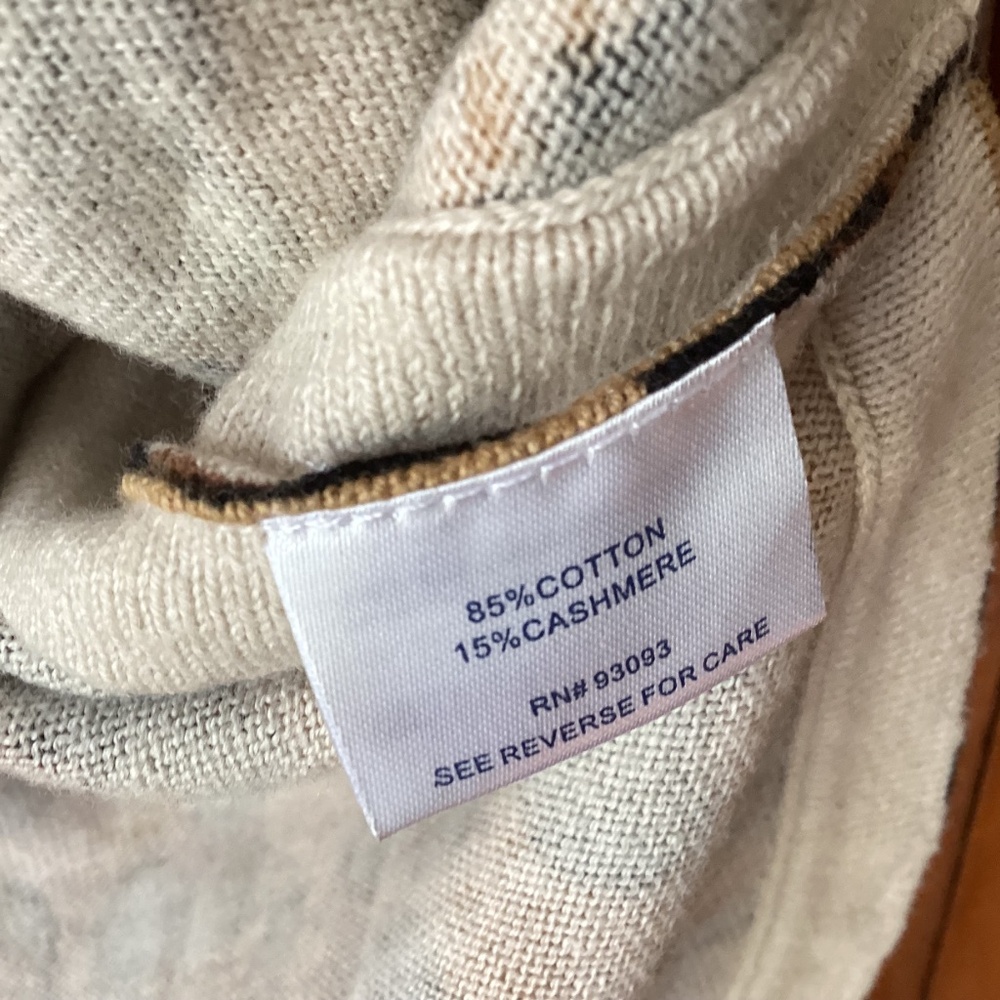 85%COTTON
15%CASHMERE
RN# 93093
SEE REVERSE FOR CARE